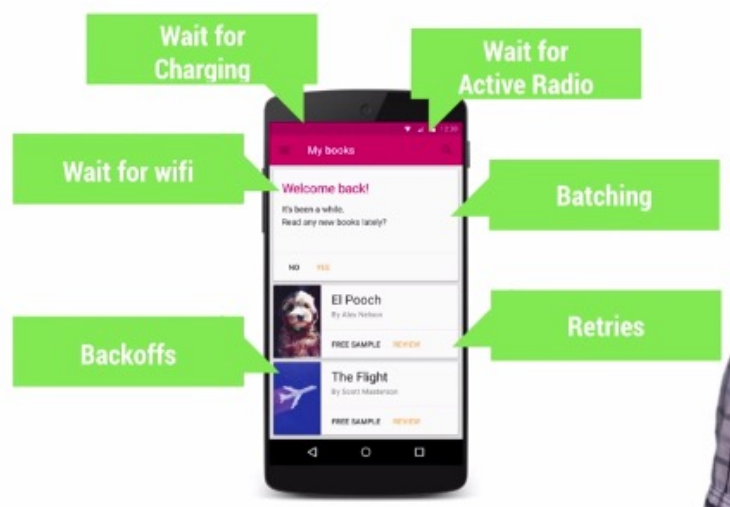 Wait for
Charging
Wait for
Active Radio
12:39
My books
Wait for wifi
Welcome back!
It's been a while.
Read any new books lately?
Batching
NO YES
El Pooch
By Alex Nelson
FREE SAMPLE REVIEW
Retries
Backoffs
The Flight
By Scott Masterson
FREE SAMPLE REVIEW